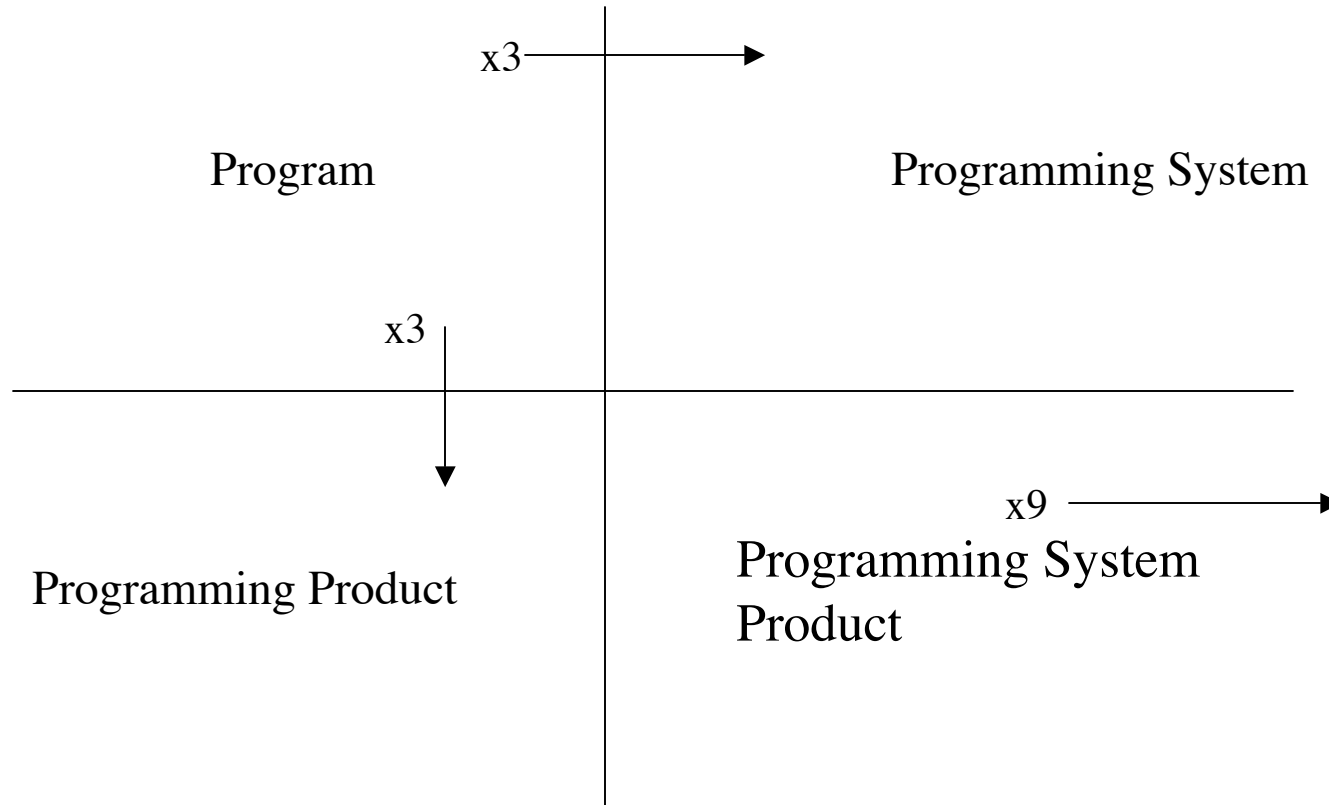 x3
Program
Programming System
x3
x9
Programming System
Product
Programming Product